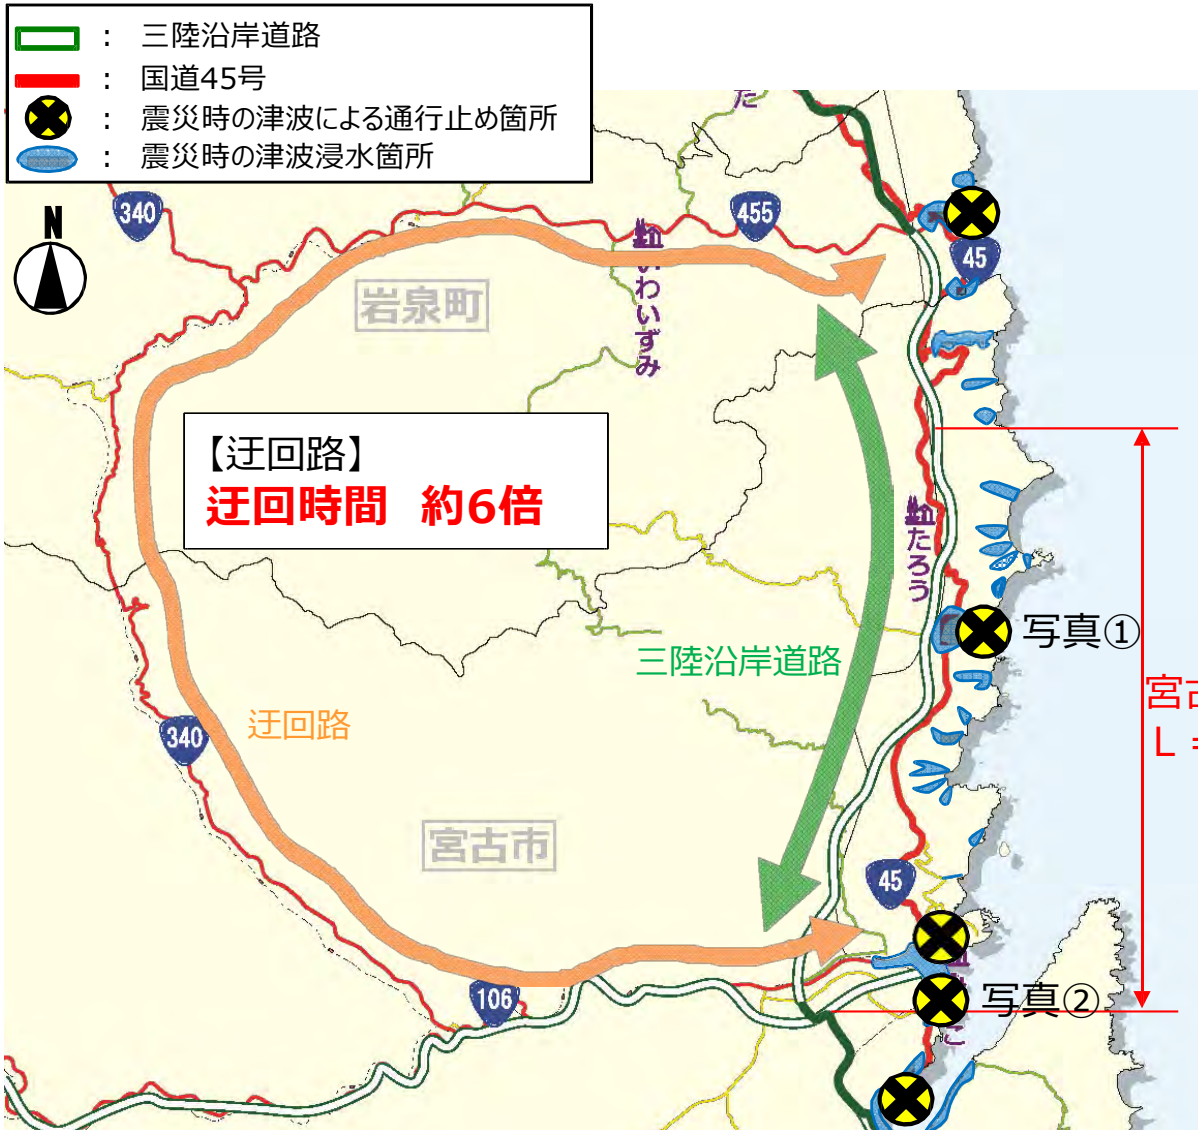 ： 三陸沿岸道路
： 国道45号
： 震災時の津波による通行止め箇所
： 震災時の津波浸水箇所
た
N
340
455
45
いわいずみ
岩泉町
【迂回路】
迂回時間 約6倍
たろう
写真①
三陸沿岸道路
宮古
L =
迂回路
340
宮古市
45
106
写真②
こ